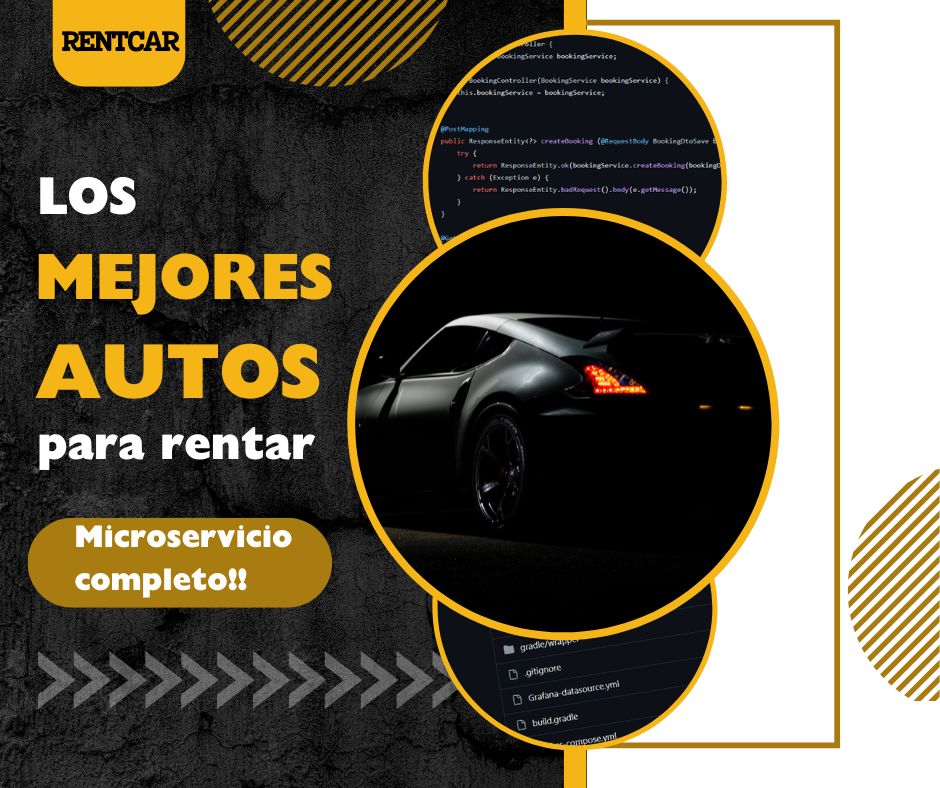 RENTCAR
LOS
MEJORES
AUTOS
para rentar
Microservicio
completo!!
{
bookingService;
BookingController(BookingService bookingService) {
this.bookingService = bookingService;
@PostMapping
public ResponseEntity<?> createBooking (@RequestBody BookingDtoSave
try {
return ResponseEntity.ok(bookingService.createBooking(
} catch (Exception e) {
return ResponseEntity.badRequest().body(e.getMessage());
}
}
gradle/wrapper
.gitignore
Grafana-datasource.yml
build.gradle